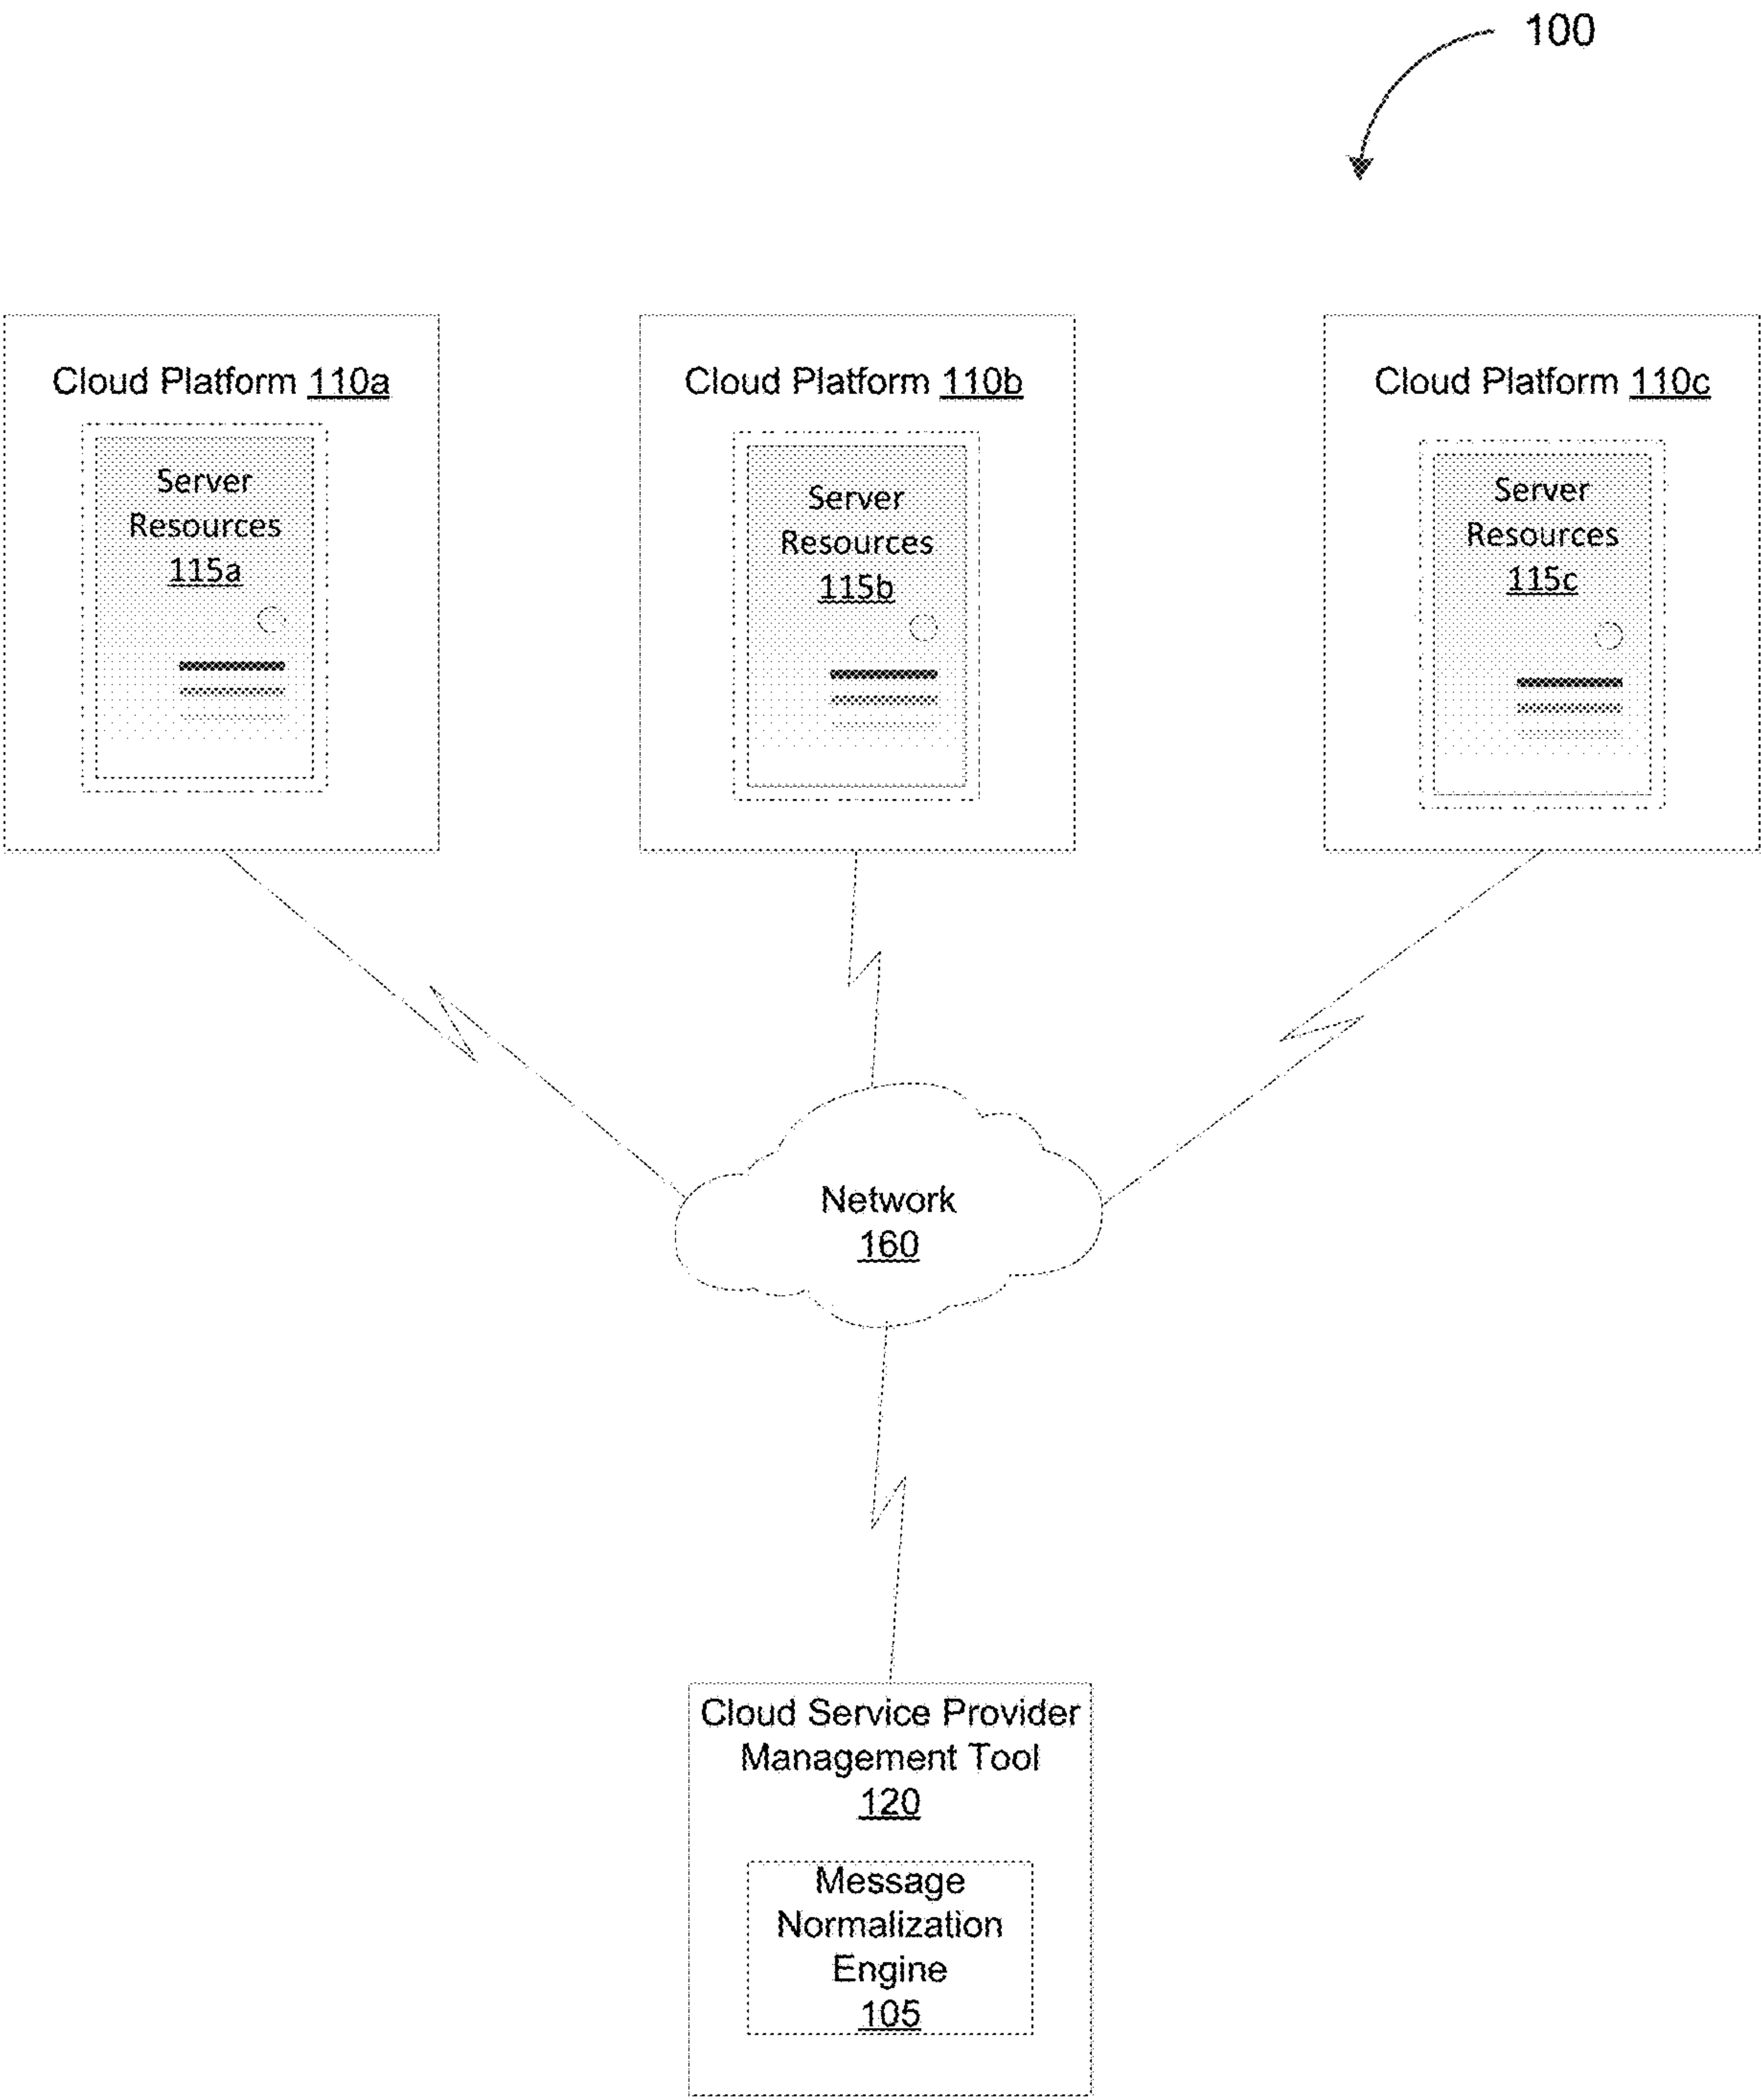 100
Cloud Platform 110a
Server
Resources
115a
Cloud Platform 110b
Server
Resources
115b
Cloud Platform 110c
Server
Resources
115c
Network
160
Cloud Service Provider
Management Tool
120
Message
Normalization
Engine
105